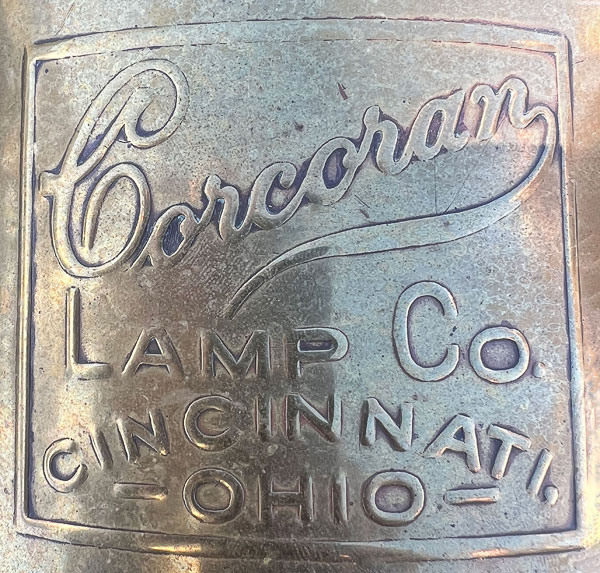 Corcoran
LAMP CO.
CINCINNATI.
-OHIO-